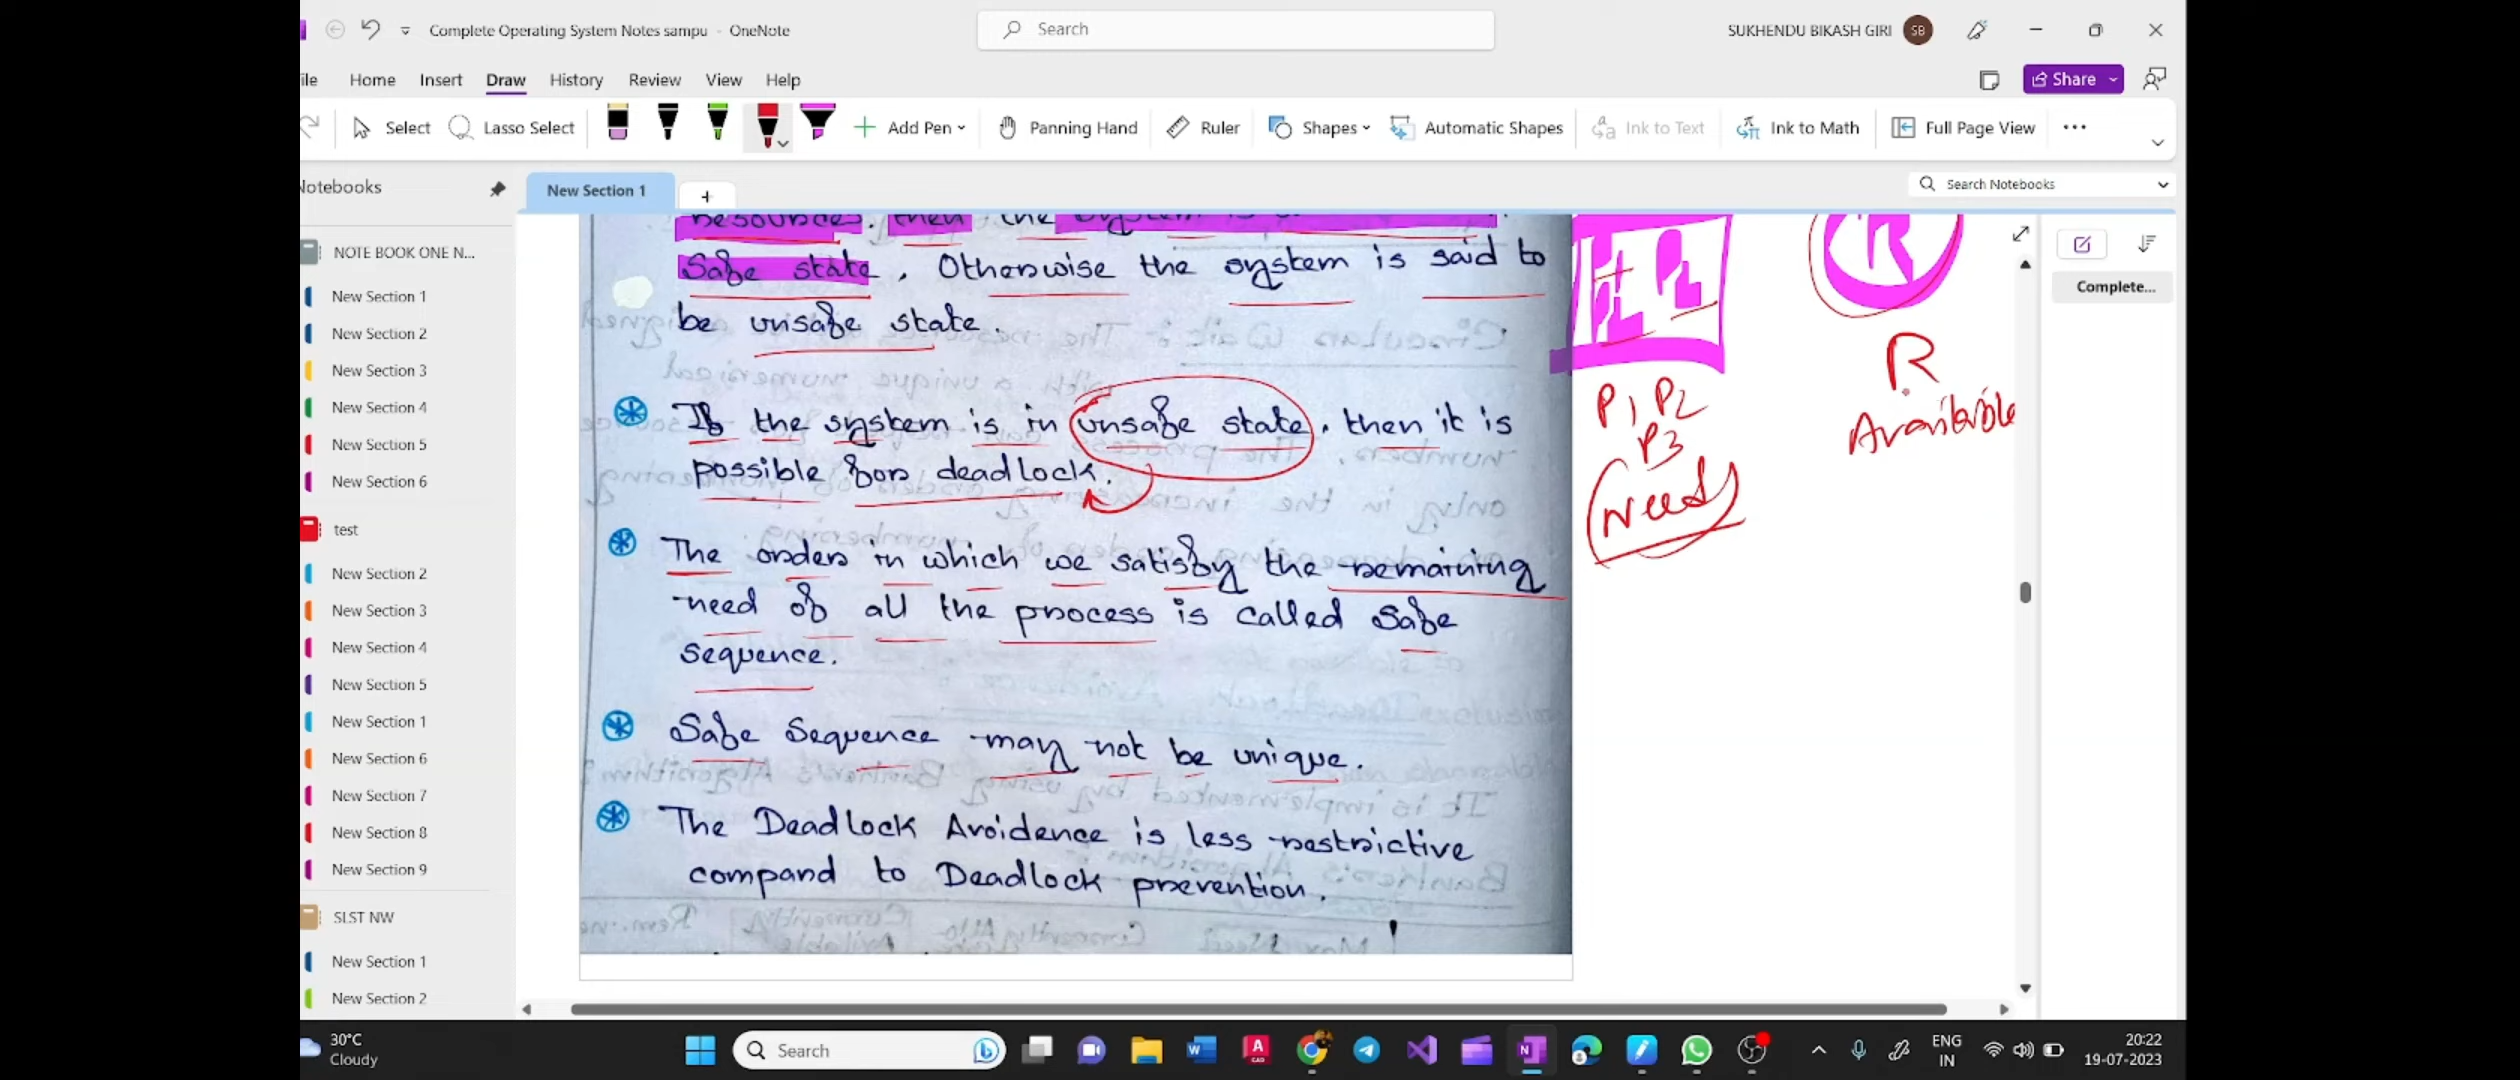 Complete Operating System Notes sampu - OneNote
Search
SUKHENDU BIKASH GIRI
SB
ile Home Insert Draw History Review View Help
Share
Select Lasso Select Add Pen Panning Hand Ruler Shapes Automatic Shapes Ink to Text Ink to Math Full Page View
Notebooks
New Section 1
+
Search Notebooks
NOTE BOOK ONE N...
New Section 1
New Section 2
New Section 3
New Section 4
New Section 5
New Section 6
test
New Section 2
New Section 3
New Section 4
New Section 5
New Section 1
New Section 6
New Section 7
New Section 8
New Section 9
SLST NW
New Section 1
New Section 2
Resources. then the system is
Safe state. Otherwise the system is said to
be unsafe state.
If the system is in unsafe state, then it is
possible for deadlock.
The order in which we satisfy the remaining
need of all the process is called Safe
sequence.
Safe Sequence may not be unique.
The Deadlock Avoidence is less restrictive
compard to Deadlock prevention.
R
P1 P2
P3
Need
R
Available
Complete...
30°C
Cloudy
Search
ENG
IN
20:22
19-07-2023